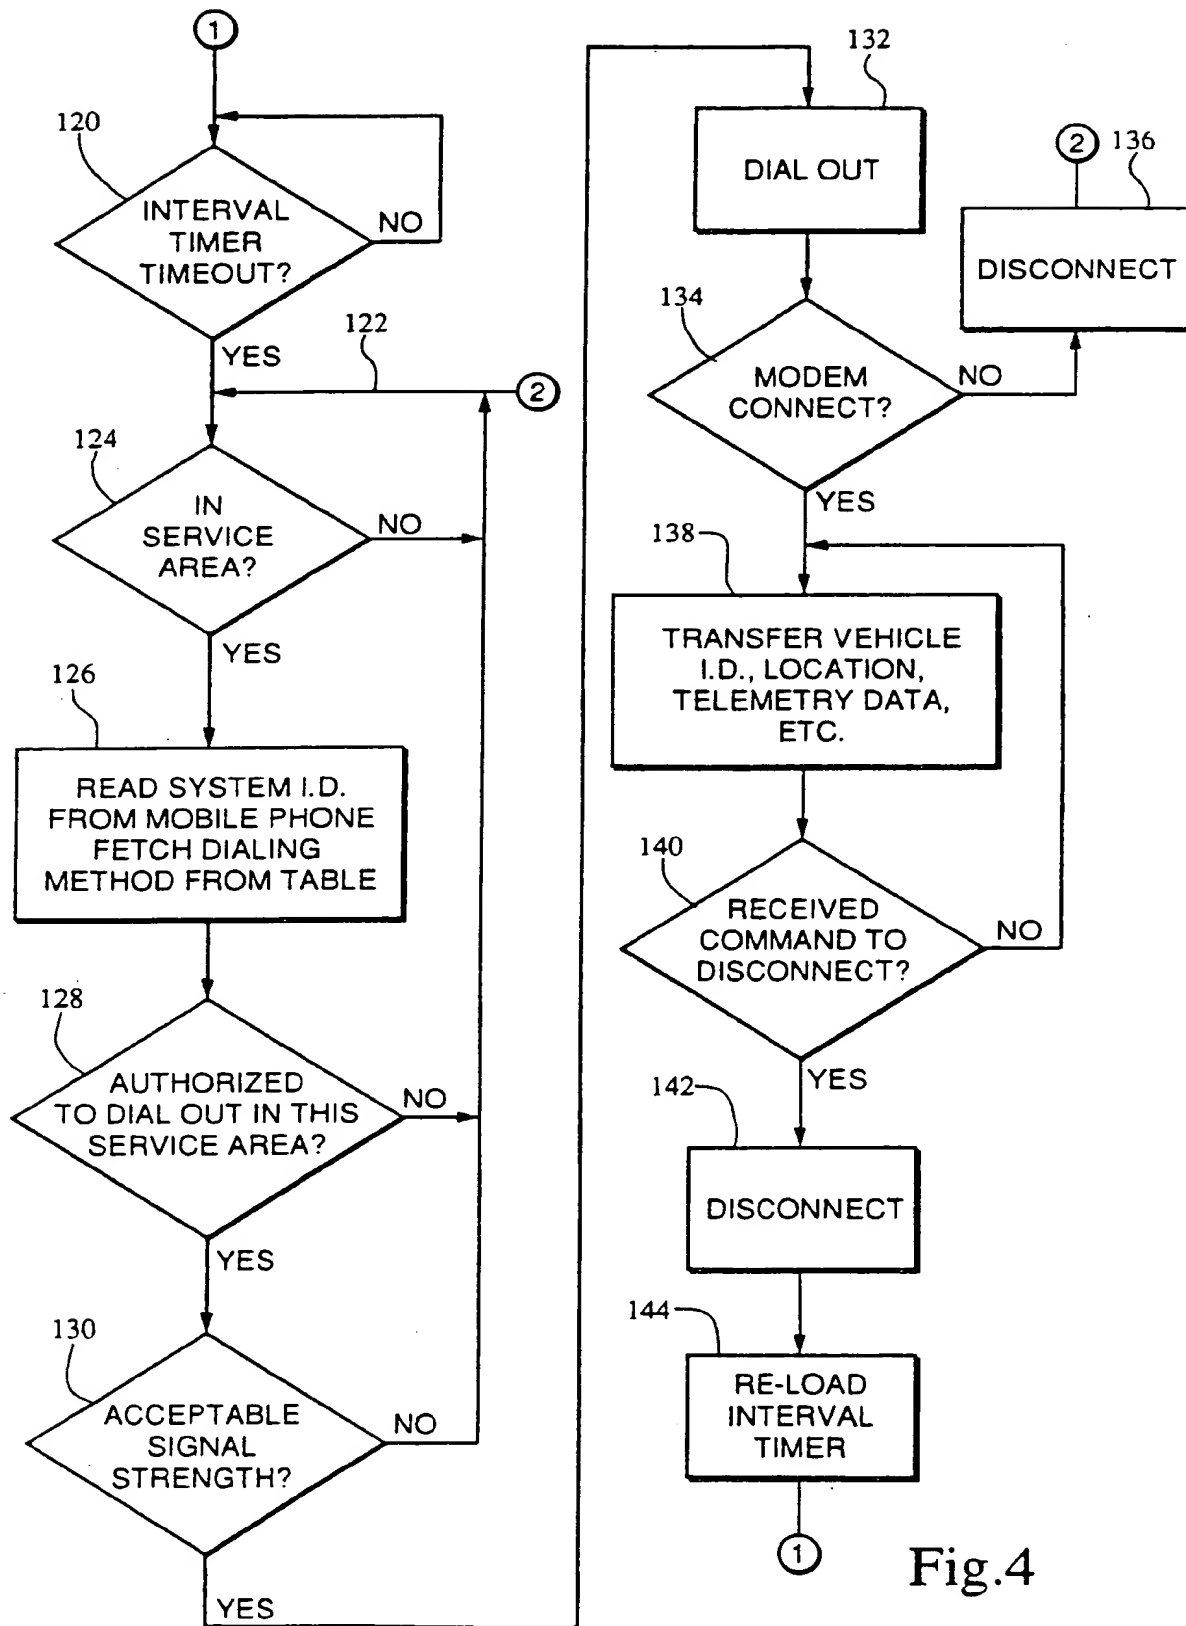 1
120
INTERVAL
TIMER
TIMEOUT?
NO
YES
122
2
124
IN
SERVICE
AREA?
NO
YES
126
READ SYSTEM I.D.
FROM MOBILE PHONE
FETCH DIALING
METHOD FROM TABLE
128
AUTHORIZED
TO DIAL OUT IN THIS
SERVICE AREA?
NO
YES
130
ACCEPTABLE
SIGNAL
STRENGTH?
NO
YES
132
DIAL OUT
2
136
DISCONNECT
134
MODEM
CONNECT?
NO
YES
138
TRANSFER VEHICLE
I.D., LOCATION,
TELEMETRY DATA,
ETC.
140
RECEIVED
COMMAND TO
DISCONNECT?
NO
YES
142
DISCONNECT
144
RE-LOAD
INTERVAL
TIMER
1
Fig.4